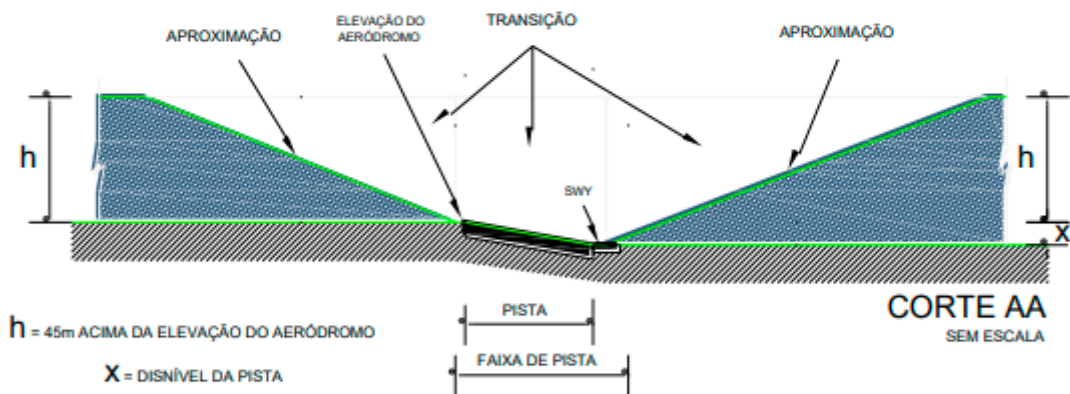 ELEVAÇÃO DO
AERÓDROMO
TRANSIÇÃO
APROXIMAÇÃO
APROXIMAÇÃO
h
h
SWY
X
PISTA
CORTE AA
SEM ESCALA
h = 45m ACIMA DA ELEVAÇÃO DO AERÓDROMO
FAIXA DE PISTA
X = DISNÍVEL DA PISTA